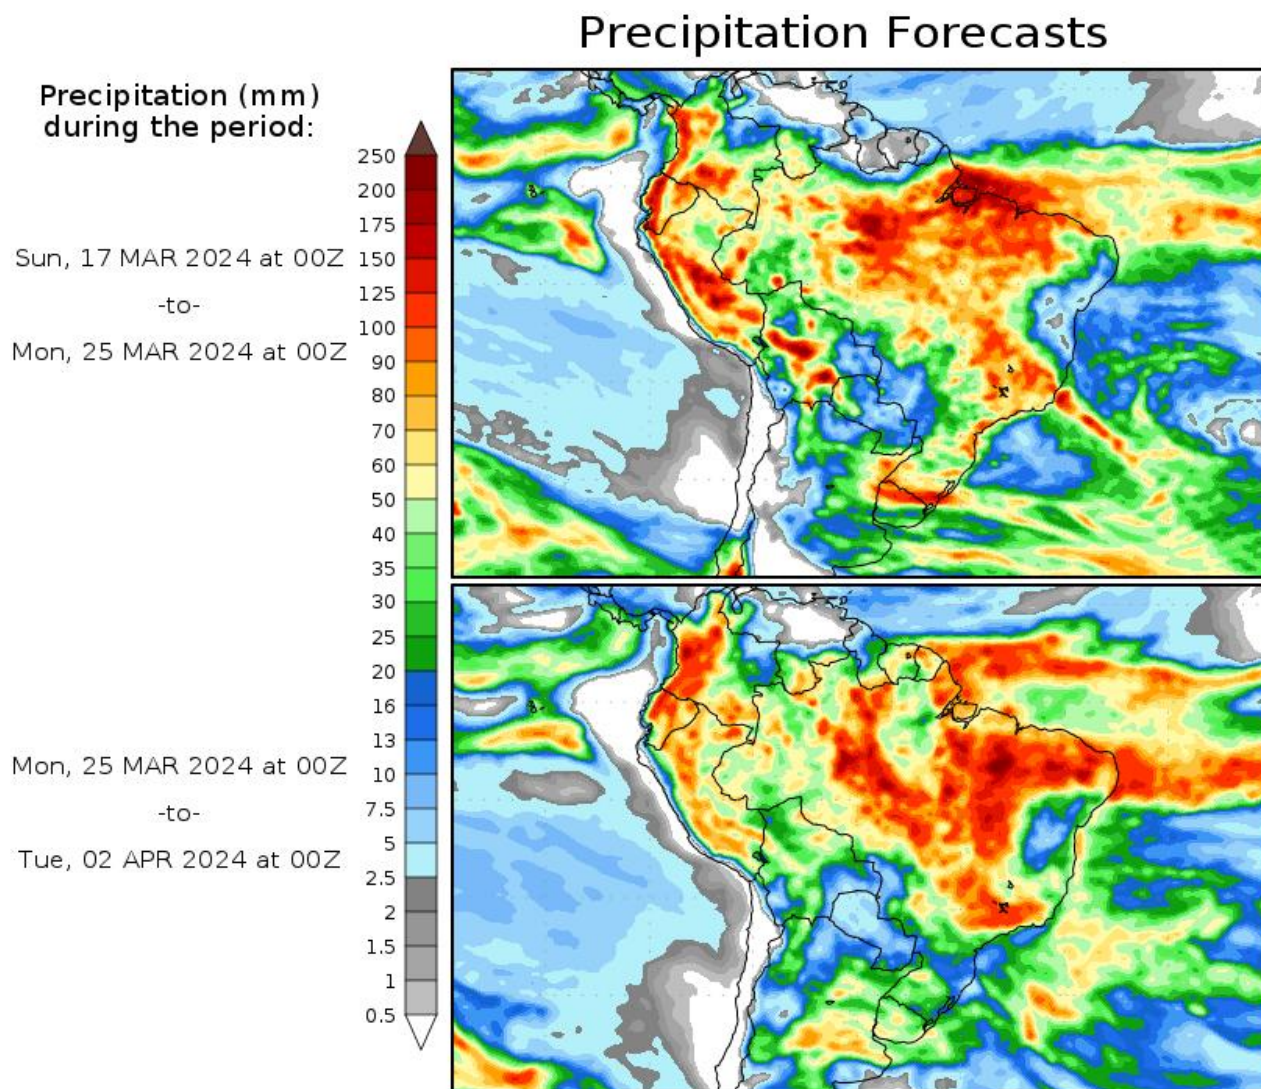 Precipitation Forecasts
Precipitation (mm)
during the period:
Sun, 17 MAR 2024 at 00Z
-to-
Mon, 25 MAR 2024 at 00Z
Mon, 25 MAR 2024 at 00Z
-to-
Tue, 02 APR 2024 at 00Z
250
200
175
150
125
100
90
80
70
60
50
40
35
30
25
20
16
13
10
7.5
5
2.5
2
1.5
1
0.5